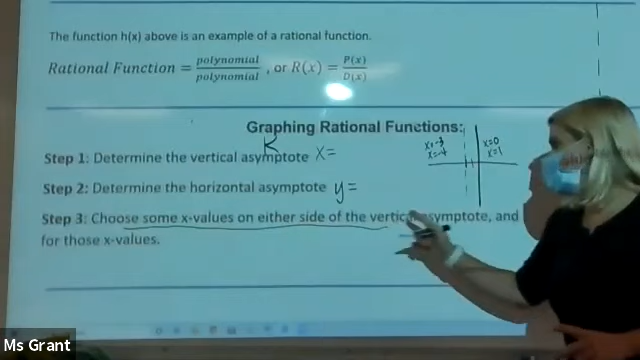 The function h(x) above is an example of a rational function.
Rational Function = polynomial / polynomial , or R(x) = P(x) / D(x)
Graphing Rational Functions:
Step 1: Determine the vertical asymptote x=
Step 2: Determine the horizontal asymptote y=
Step 3: Choose some x-values on either side of the vertical asymptote, and
for those x-values.
x=-3
x=-4
x=0
x=1
Ms Grant